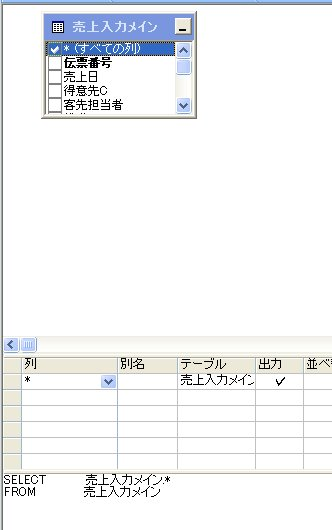 売上入力メイン
* (すべての列)
伝票番号
売上日
得意先C
客先担当者
列 別名 テーブル 出力 並べ
* 売上入力メイン
SELECT 売上入力メイン.*
FROM 売上入力メイン